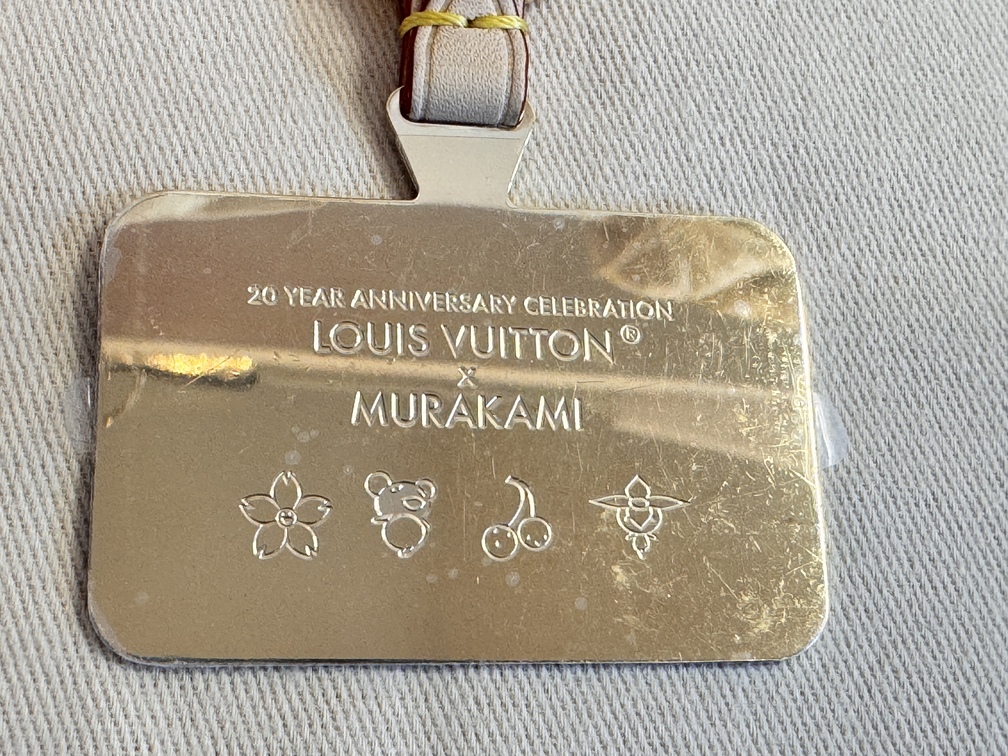 20 YEAR ANNIVERSARY CELEBRATION
LOUIS VUITTON®
x
MURAKAMI